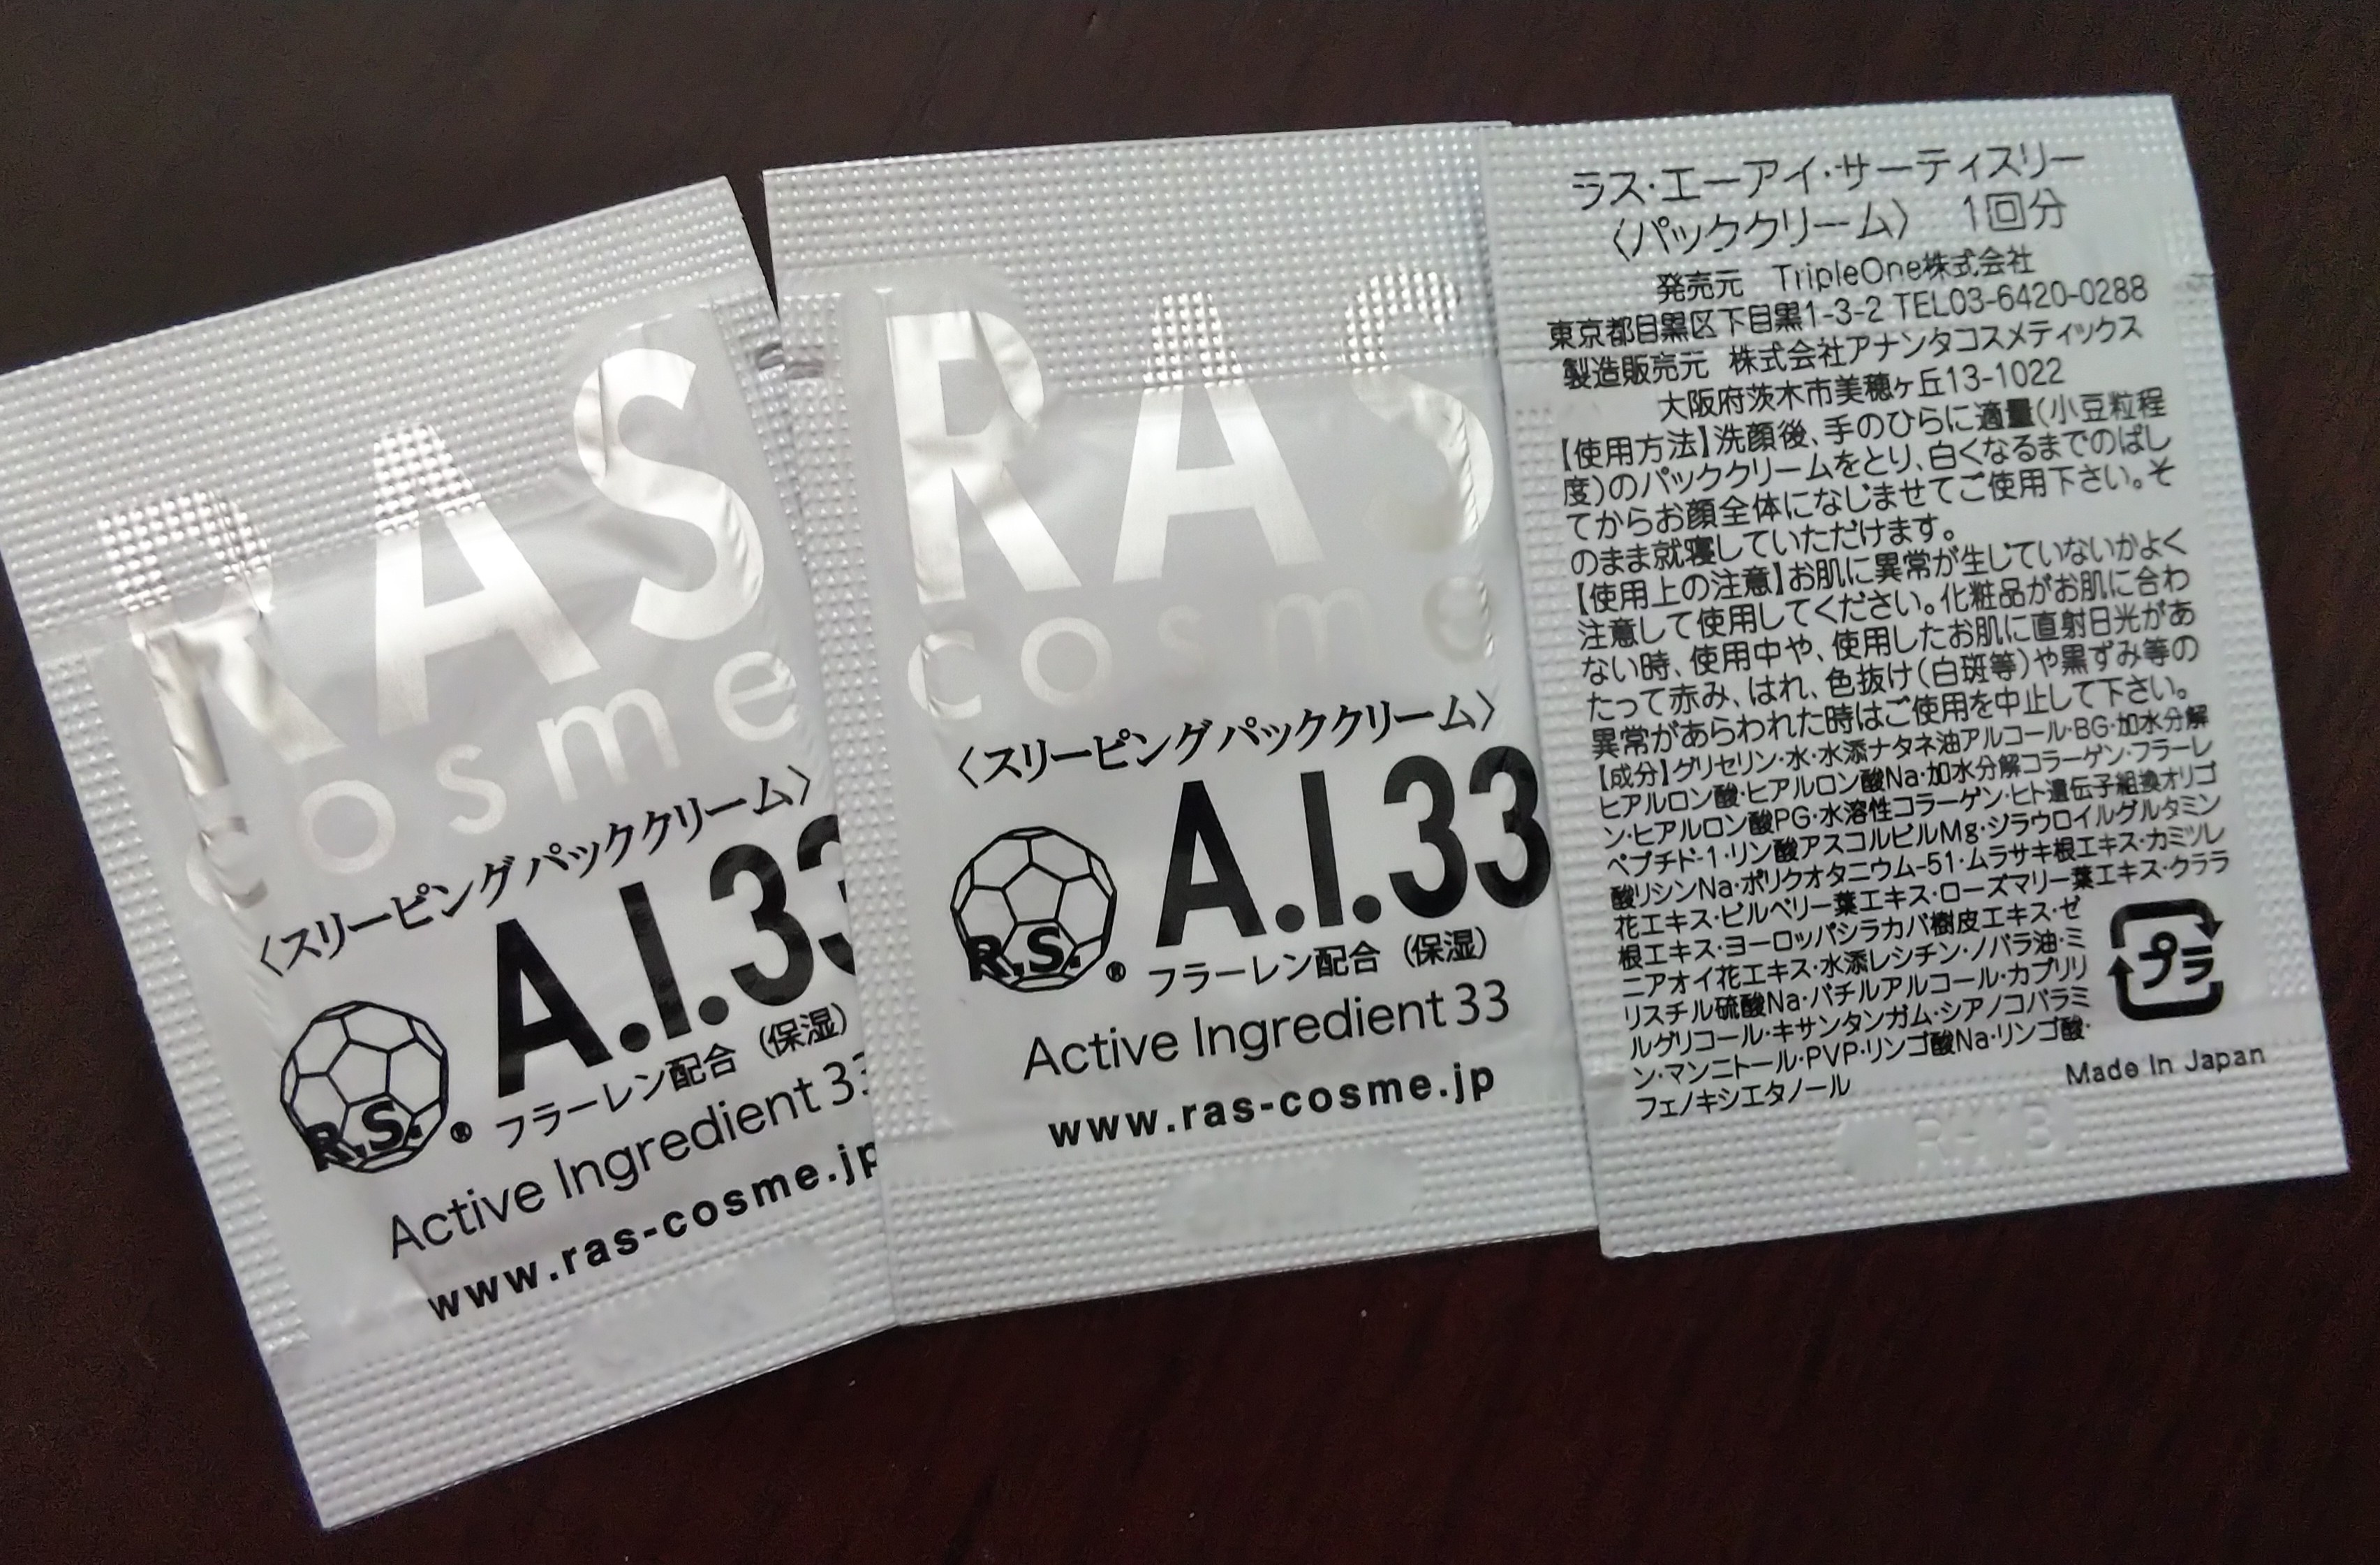 RAS
cosme
〈スリーピングパッククリーム〉
A.I.33
R.S.®
フラーレン配合（保湿）
Active Ingredient 33
www.ras-cosme.jp
RAS
cosme
〈スリーピングパッククリーム〉
A.I.33
R.S.®
フラーレン配合（保湿）
Active Ingredient 33
www.ras-cosme.jp
ラス・エーアイ・サーティスリー
〈パッククリーム〉 1回分
発売元 TripleOne株式会社
東京都目黒区下目黒1-3-2 TEL03-6420-0288
製造販売元 株式会社アナンタコスメティックス
大阪府茨木市美穂ヶ丘13-1022
【使用方法】洗顔後、手のひらに適量(小豆粒程
度)のパッククリームをとり、白くなるまでのばし
てからお顔全体になじませてご使用下さい。そ
のまま就寝していただけます。
【使用上の注意】お肌に異常が生じていないかよく
注意して使用してください。化粧品がお肌に合わ
ない時、使用中や、使用したお肌に直射日光があ
たって赤み、はれ、色抜け(白斑等)や黒ずみ等の
異常があらわれた時はご使用を中止して下さい。
【成分】グリセリン・水・水添ナタネ油アルコール・BG・加水分解
ヒアルロン酸・ヒアルロン酸Na・加水分解コラーゲン・フラーレ
ン・ヒアルロン酸PG・水溶性コラーゲン・ヒト遺伝子組換オリゴ
ペプチド-1・リン酸アスコルビルMg・ジラウロイルグルタミン
酸リシンNa・ポリクオタニウム-51・ムラサキ根エキス・カミツレ
花エキス・ビルベリー葉エキス・ローズマリー葉エキス・クララ
根エキス・ヨーロッパシラカバ樹皮エキス・ゼ
ニアオイ花エキス・水添レシチン・ノバラ油・ミ
リスチル硫酸Na・バチルアルコール・カプリリ
ルグリコール・キサンタンガム・シアノコバラミ
ン・マンニトール・PVP・リンゴ酸Na・リンゴ酸・
フェノキシエタノール
プラ
Made In Japan